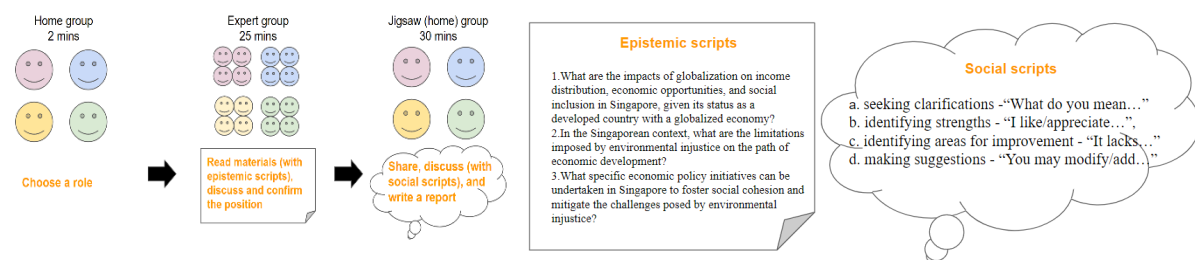 Home group
2 mins
Choose a role
Expert group
25 mins
Read materials (with
epistemic scripts),
discuss and confirm
the position
Jigsaw (home) group
30 mins
Share, discuss (with
social scripts), and
write a report
Epistemic scripts
1.What are the impacts of globalization on income
distribution, economic opportunities, and social
inclusion in Singapore, given its status as a
developed country with a globalized economy?
2.In the Singaporean context, what are the limitations
imposed by environmental injustice on the path of
economic development?
3.What specific economic policy initiatives can be
undertaken in Singapore to foster social cohesion and
mitigate the challenges posed by environmental
injustice?
Social scripts
a. seeking clarifications -“What do you mean…”
b. identifying strengths - “I like/appreciate…”,
c. identifying areas for improvement - “It lacks…”
d. making suggestions - “You may modify/add…”